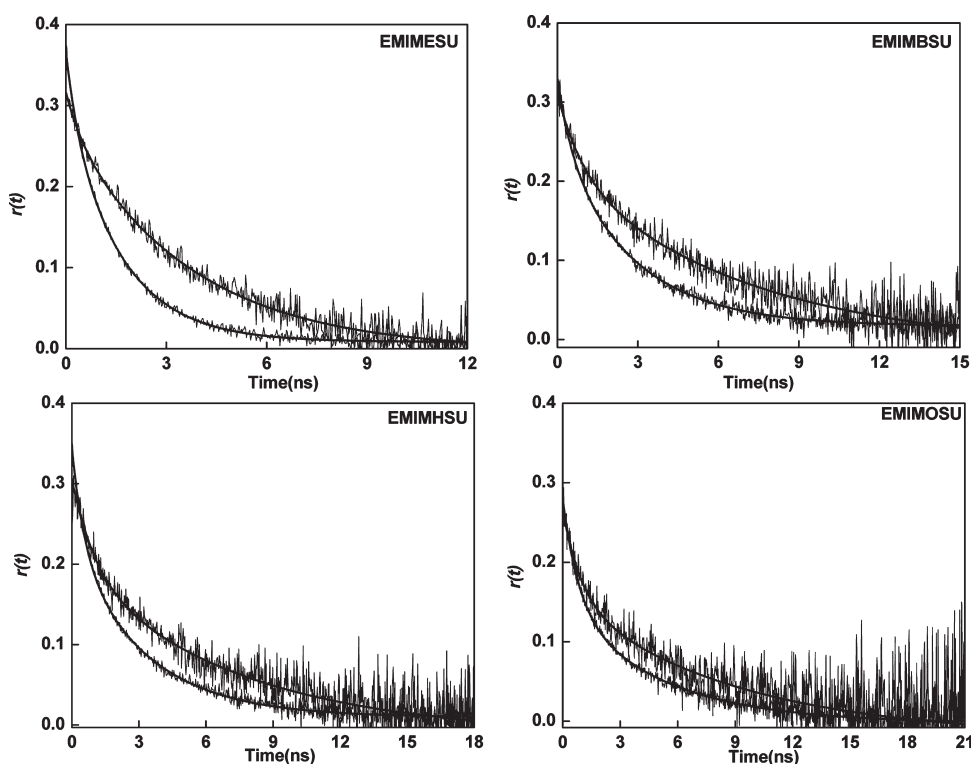 0.4
EMIMESU
0.3
0.2
r(t)
0.1
0.0
0 3 6 9 12
Time(ns)
0.4
EMIMBSU
0.3
0.2
r(t)
0.1
0.0
0 3 6 9 12 15
Time(ns)
0.4
EMIMHSU
0.3
0.2
r(t)
0.1
0.0
0 3 6 9 12 15 18
Time(ns)
0.4
EMIMOSU
0.3
0.2
r(t)
0.1
0.0
0 3 6 9 12 15 18 21
Time(ns)